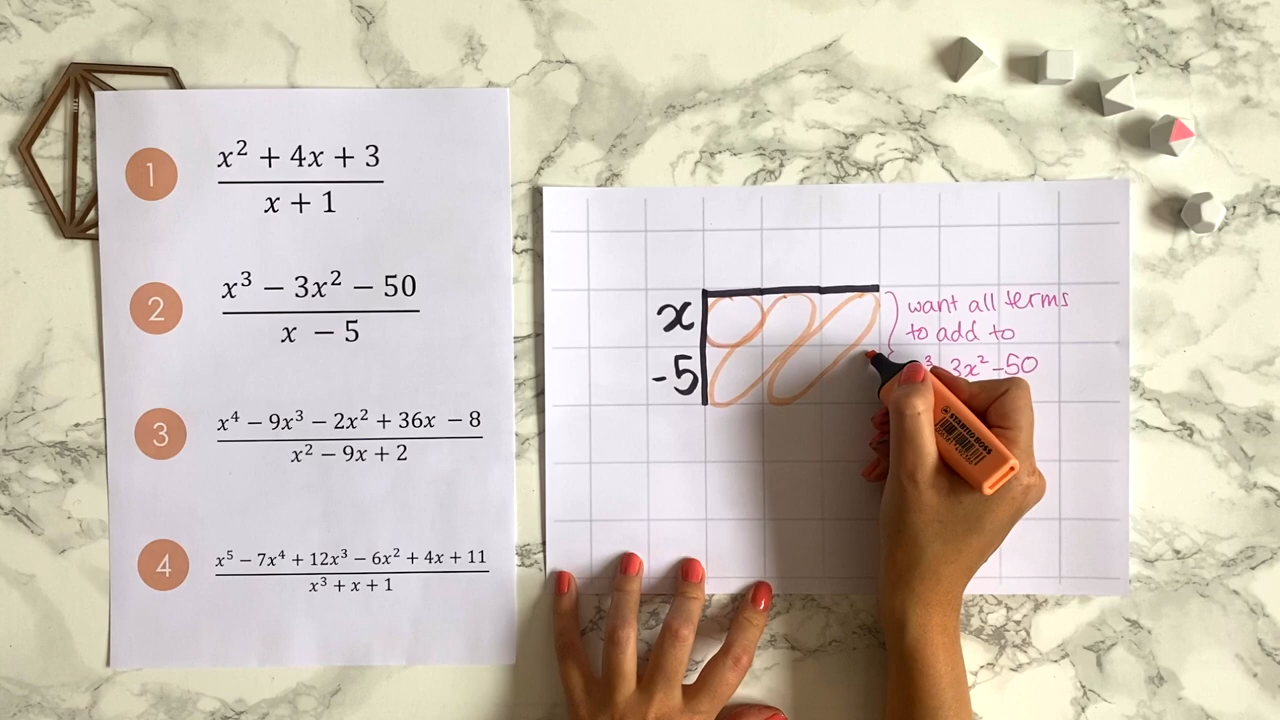 1
x² + 4x + 3
x + 1
2
x³ − 3x² − 50
x − 5
3
x⁴ − 9x³ − 2x² + 36x − 8
x² − 9x + 2
4
x⁵ − 7x⁴ + 12x³ − 6x² + 4x + 11
x³ + x + 1
x
-5
want all terms
to add to
³ 3x² -50
STABILO BOSS